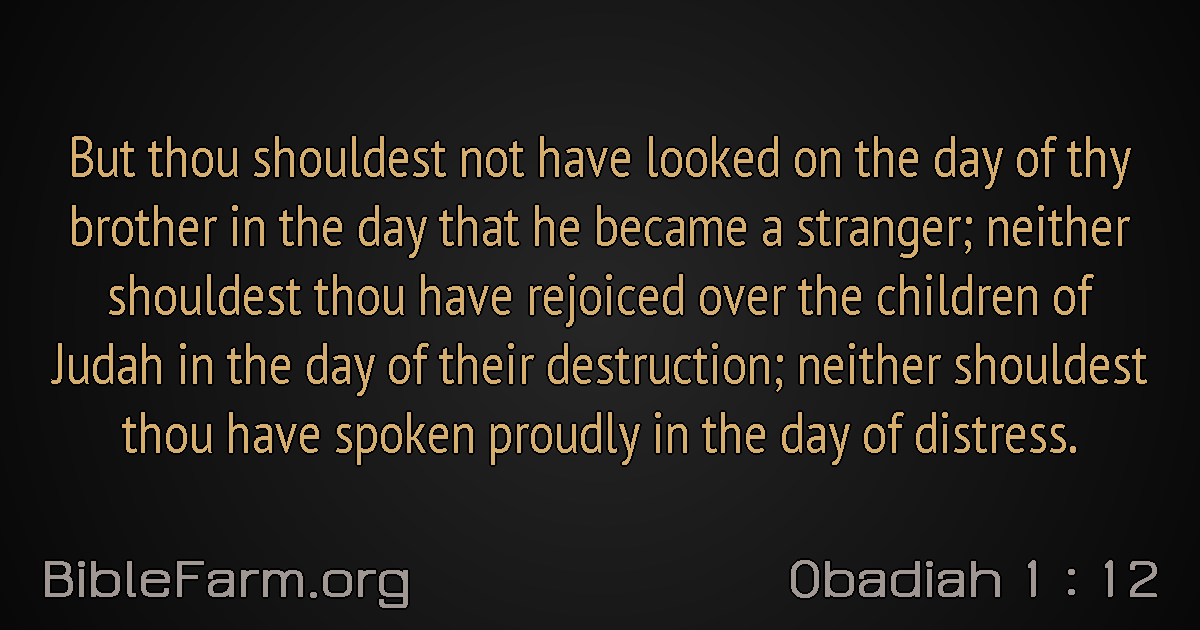 But thou shouldest not have looked on the day of thy
brother in the day that he became a stranger; neither
shouldest thou have rejoiced over the children of
Judah in the day of their destruction; neither shouldest
thou have spoken proudly in the day of distress.
BibleFarm.org
Obadiah 1 : 12